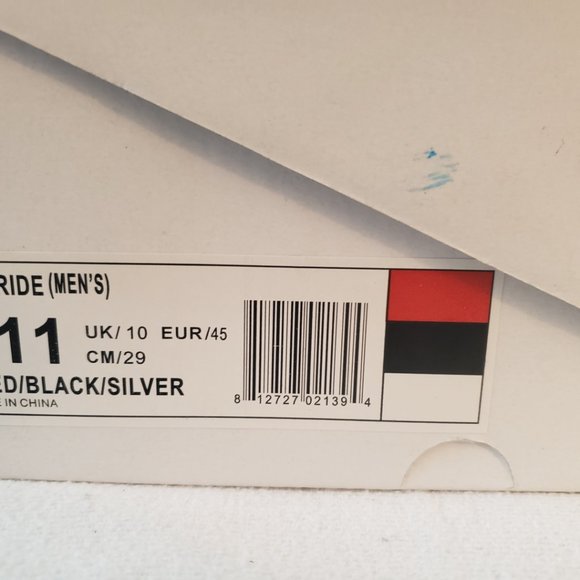 RIDE (MEN'S)
11 UK/ 10 EUR/45
CM/29
ED/BLACK/SILVER
E IN CHINA
8 12727 02139 4